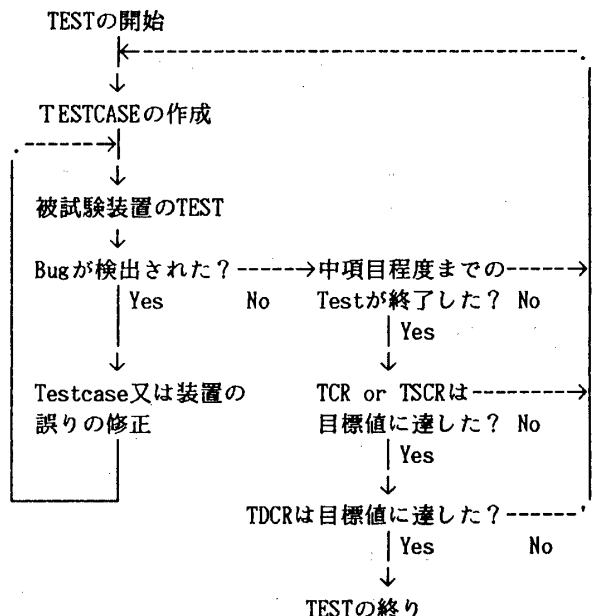 TESTの開始
TESTCASEの作成
被試験装置のTEST
Bugが検出された?
中項目程度までの
Yes
No
Testが終了した? No
Yes
Testcase又は装置の
誤りの修正
TCR or TSCRは
目標値に達した? No
Yes
TDCRは目標値に達した?
Yes
No
TESTの終り